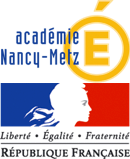 académie
Nancy-Metz
É
Liberté • Égalité • Fraternité
RÉPUBLIQUE FRANÇAISE